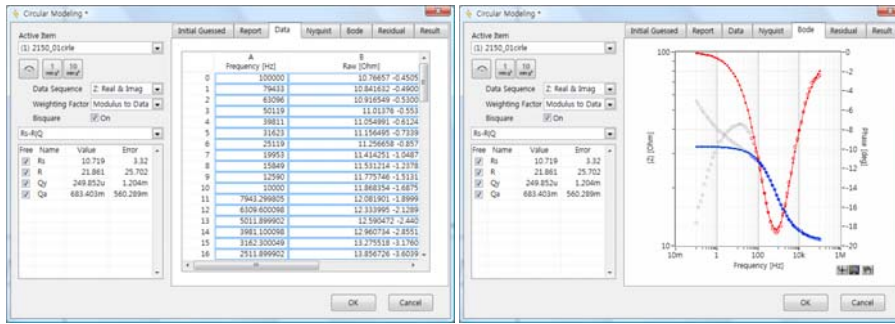 Circular Modeling *
Active Item
(1) 2150_01cirle
Data Sequence Z: Real & Imag
Weighting Factor Modulus to Data
Bisquare On
Rs-R|Q
Free Name Value Error
Rs 10.719 3.32
R 21.861 25.702
Qy 249.852u 1.204m
Qa 683.403m 560.289m
Initial Guessed Report Data Nyquist Bode Residual Result
A B
Frequency [Hz] Raw [Ohm]
0 100000 10.76657 -0.4505
1 79433 10.841632 -0.4900
2 63096 10.916549 -0.5300
3 50119 11.01376 -0.553
4 39811 11.054991 -0.6124
5 31623 11.156495 -0.7339
6 25119 11.256658 -0.857
7 19953 11.414251 -1.0487
8 15849 11.531214 -1.2378
9 12590 11.775746 -1.5131
10 10000 11.868354 -1.6875
11 7943.299805 12.081901 -1.8999
12 6309.600098 12.333995 -2.1289
13 5011.899902 12.590472 -2.440
14 3981.100098 12.960734 -2.8551
15 3162.300049 13.275518 -3.1760
16 2511.899902 13.856726 -3.6039
OK Cancel
Circular Modeling *
Active Item
(1) 2150_01cirle
Data Sequence Z: Real & Imag
Weighting Factor Modulus to Data
Bisquare On
Rs-R|Q
Free Name Value Error
Rs 10.719 3.32
R 21.861 25.702
Qy 249.852u 1.204m
Qa 683.403m 560.289m
Initial Guessed Report Data Nyquist Bode Residual Result
100
10
|Z| [Ohm]
0
-2
-4
-6
-8
-10
-12
-14
-16
-18
-20
Phase [deg]
10m 1 100 10k 1M
Frequency [Hz]
OK Cancel